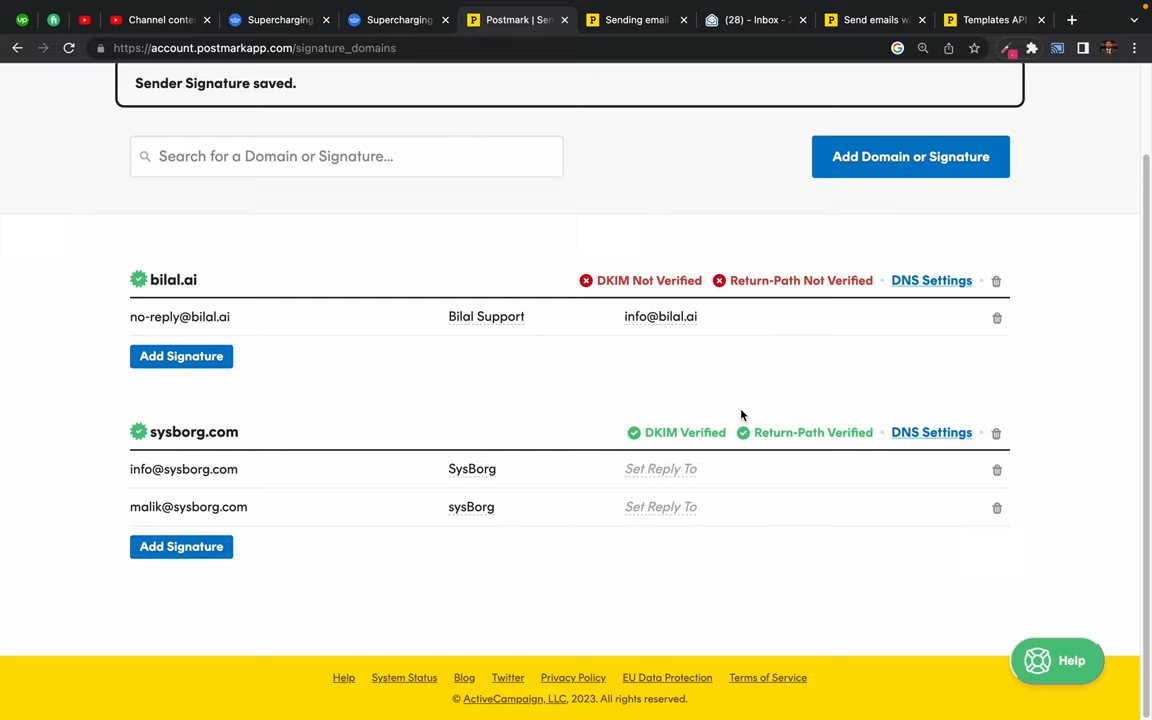 Channel conte
Supercharging
Supercharging
Postmark | Sen
Sending email
(28) - Inbox - 2
Send emails w
Templates API
https://account.postmarkapp.com/signature_domains
Sender Signature saved.
Search for a Domain or Signature...
Add Domain or Signature
bilal.ai
DKIM Not Verified
Return-Path Not Verified
DNS Settings
no-reply@bilal.ai
Bilal Support
info@bilal.ai
Add Signature
sysborg.com
DKIM Verified
Return-Path Verified
DNS Settings
info@sysborg.com
SysBorg
Set Reply To
malik@sysborg.com
sysBorg
Set Reply To
Add Signature
Help
Help
System Status
Blog
Twitter
Privacy Policy
EU Data Protection
Terms of Service
© ActiveCampaign, LLC, 2023. All rights reserved.